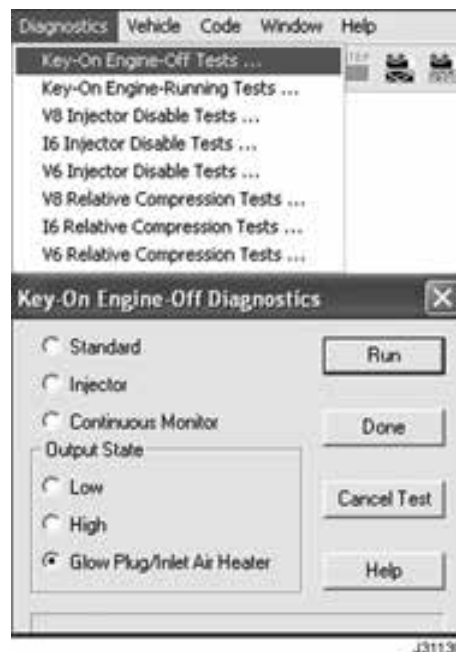 Diagnostics Vehicle Code Window Help
Key-On Engine-Off Tests ...
Key-On Engine-Running Tests ...
V8 Injector Disable Tests ...
I6 Injector Disable Tests ...
V6 Injector Disable Tests ...
V8 Relative Compression Tests ...
I6 Relative Compression Tests ...
V6 Relative Compression Tests ...
Key-On Engine-Off Diagnostics
Standard
Run
Injector
Continuous Monitor
Done
Output State
Low
Cancel Test
High
Glow Plug/Inlet Air Heater
Help